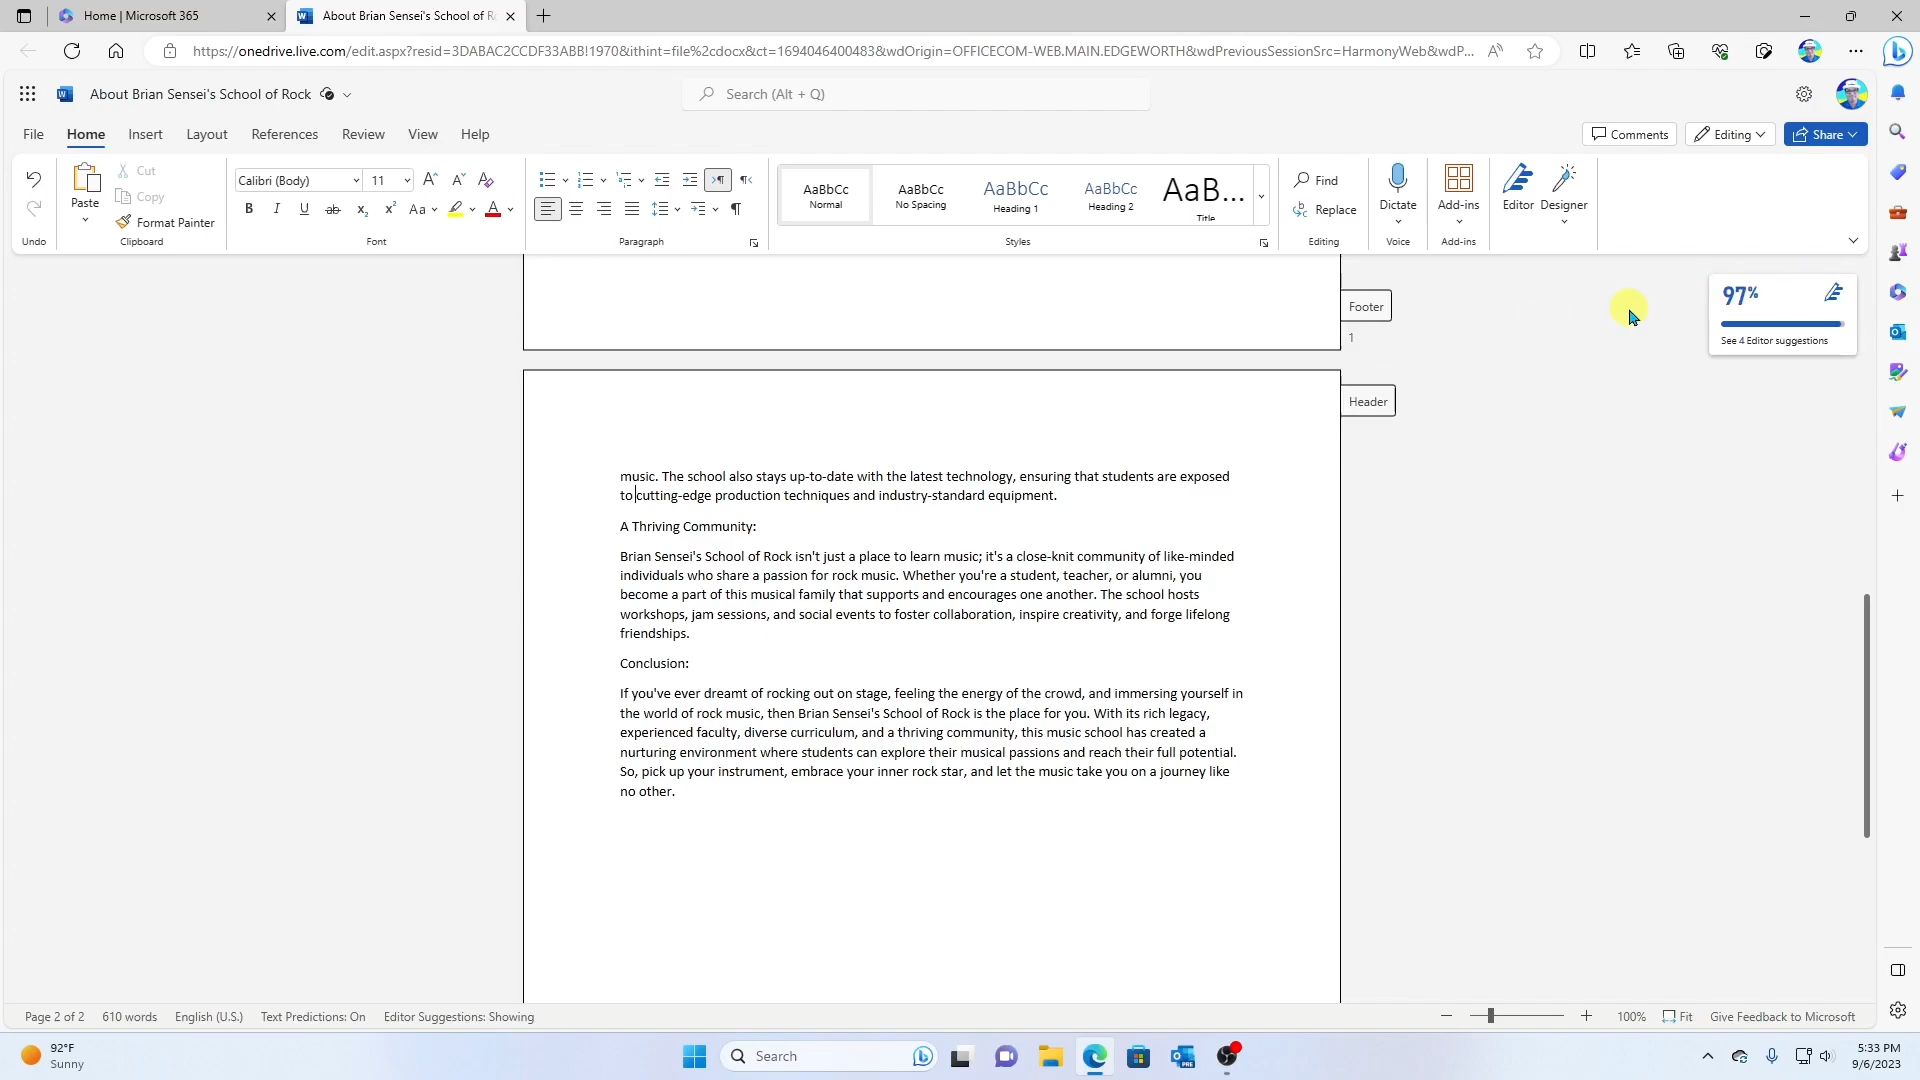 Home | Microsoft 365
About Brian Sensei's School of R
https://onedrive.live.com/edit.aspx?resid=3DABAC2CCDF33ABB!1970&ithint=file%2cdocx&ct=1694046400483&wdOrigin=OFFICECOM-WEB.MAIN.EDGEWORTH&wdPreviousSessionSrc=HarmonyWeb&wdP...
About Brian Sensei's School of Rock
Search (Alt + Q)
File Home Insert Layout References Review View Help
Comments Editing Share
Paste Cut Copy Format Painter
Calibri (Body) 11
AaBbCc Normal
AaBbCc No Spacing
AaBbCc Heading 1
AaBbCc Heading 2
AaB... Title
Find
Replace
Dictate Add-ins Editor Designer
Undo Clipboard Font Paragraph Styles Editing Voice Add-ins
97%
See 4 Editor suggestions
Footer
1
Header
music. The school also stays up-to-date with the latest technology, ensuring that students are exposed
to cutting-edge production techniques and industry-standard equipment.
A Thriving Community:
Brian Sensei's School of Rock isn't just a place to learn music; it's a close-knit community of like-minded
individuals who share a passion for rock music. Whether you're a student, teacher, or alumni, you
become a part of this musical family that supports and encourages one another. The school hosts
workshops, jam sessions, and social events to foster collaboration, inspire creativity, and forge lifelong
friendships.
Conclusion:
If you've ever dreamt of rocking out on stage, feeling the energy of the crowd, and immersing yourself in
the world of rock music, then Brian Sensei's School of Rock is the place for you. With its rich legacy,
experienced faculty, diverse curriculum, and a thriving community, this music school has created a
nurturing environment where students can explore their musical passions and reach their full potential.
So, pick up your instrument, embrace your inner rock star, and let the music take you on a journey like
no other.
Page 2 of 2 610 words English (U.S.) Text Predictions: On Editor Suggestions: Showing
100% Fit Give Feedback to Microsoft
92°F
Sunny
Search
5:33 PM
9/6/2023